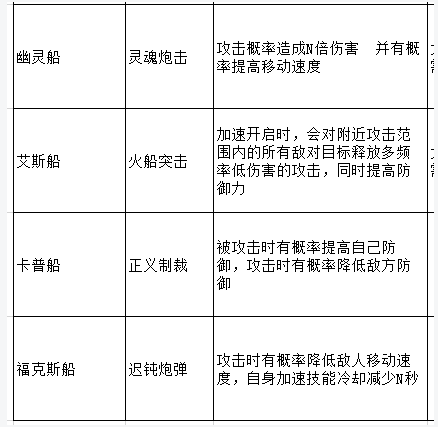 幽灵船
灵魂炮击
攻击概率造成N倍伤害 并有概
率提高移动速度
艾斯船
火船突击
加速开启时，会对附近攻击范
围内的所有敌对目标释放多频
率低伤害的攻击，同时提高防
御力
卡普船
正义制裁
被攻击时有概率提高自己防
御，攻击时有概率降低敌方防
御
福克斯船
迟钝炮弹
攻击时有概率降低敌人移动速
度，自身加速技能冷却减少N秒